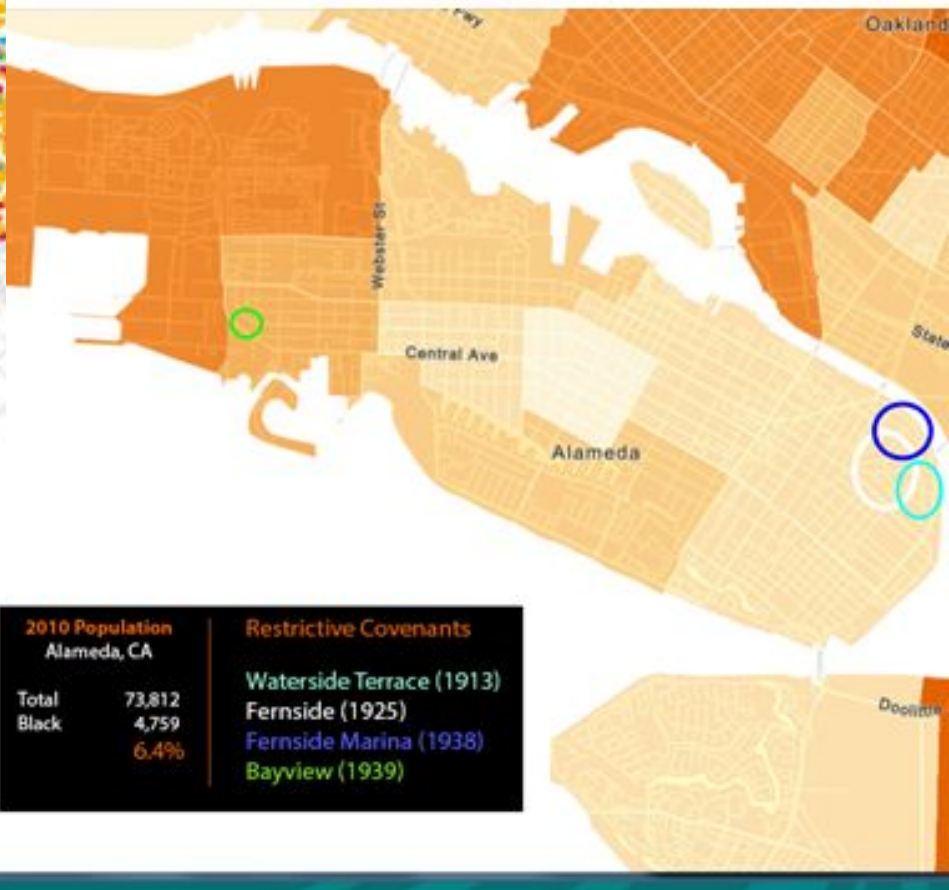 Fwy
Oakland
Webster St
State
Central Ave
Alameda
2010 Population
Alameda, CA
Total 73,812
Black 4,759
6.4%
Restrictive Covenants
Waterside Terrace (1913)
Fernside (1925)
Fernside Marina (1938)
Bayview (1939)